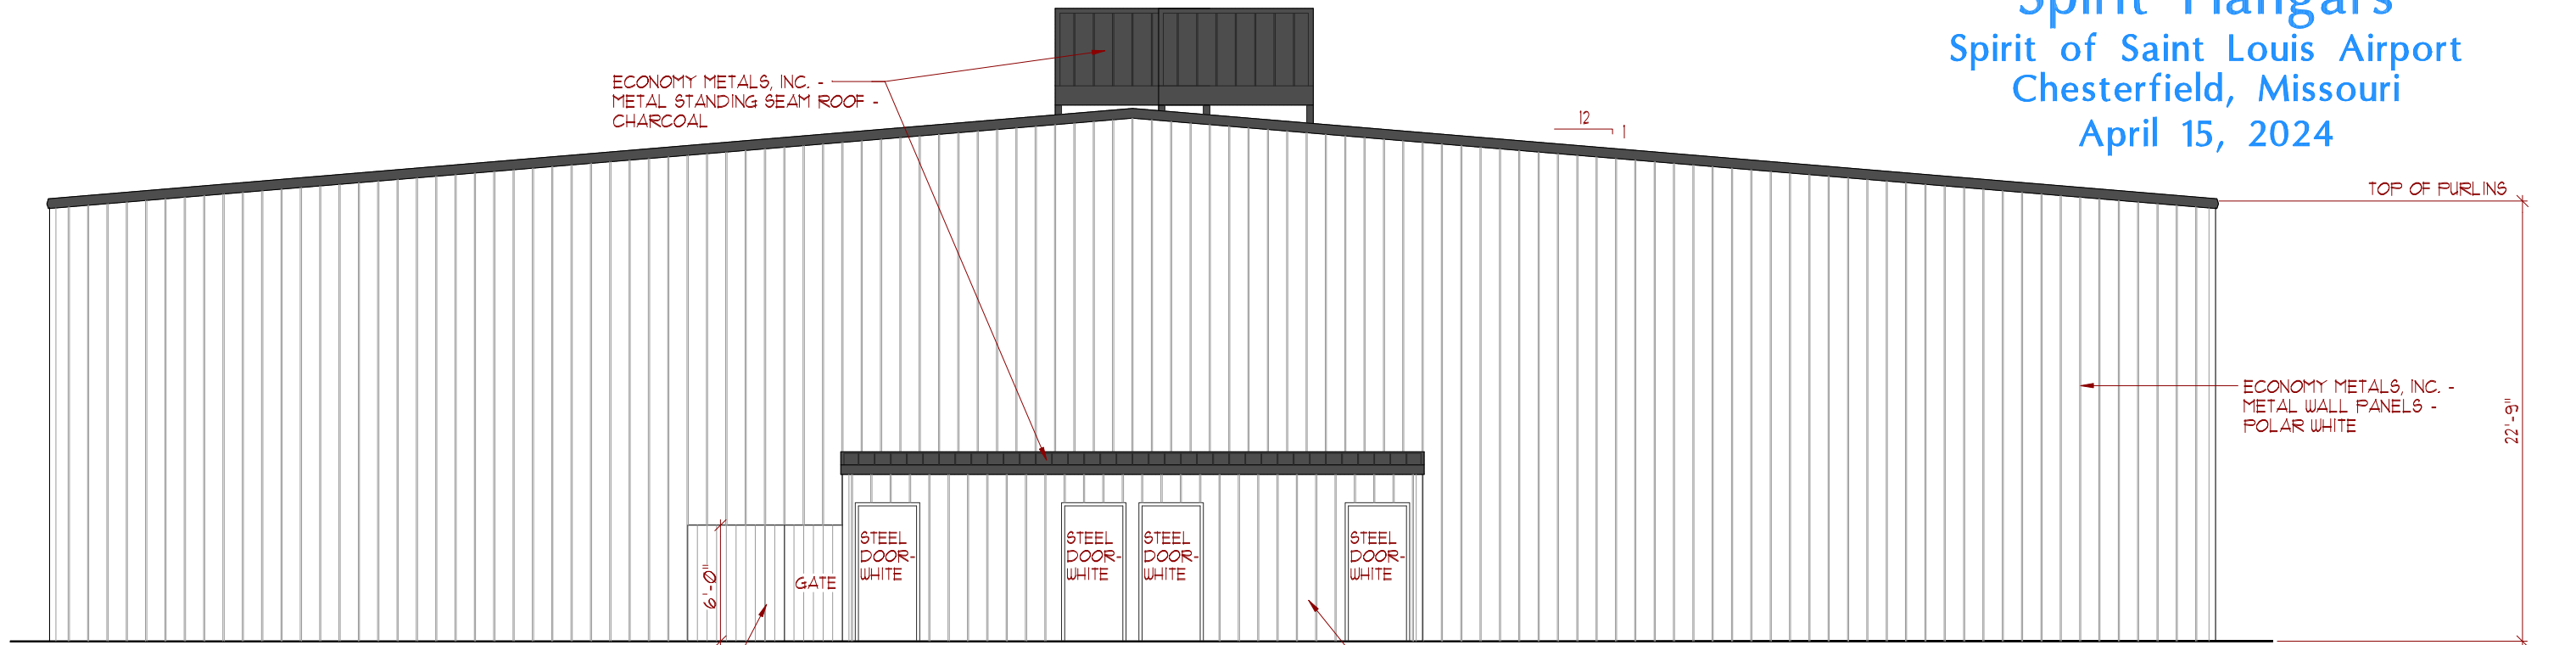 Spirit Hangars
Spirit of Saint Louis Airport
Chesterfield, Missouri
April 15, 2024
ECONOMY METALS, INC. -
METAL STANDING SEAM ROOF -
CHARCOAL
12
1
TOP OF PURLINS
ECONOMY METALS, INC. -
METAL WALL PANELS -
POLAR WHITE
22'-9"
6'-0"
GATE
STEEL
DOOR-
WHITE
STEEL
DOOR-
WHITE
STEEL
DOOR-
WHITE
STEEL
DOOR-
WHITE